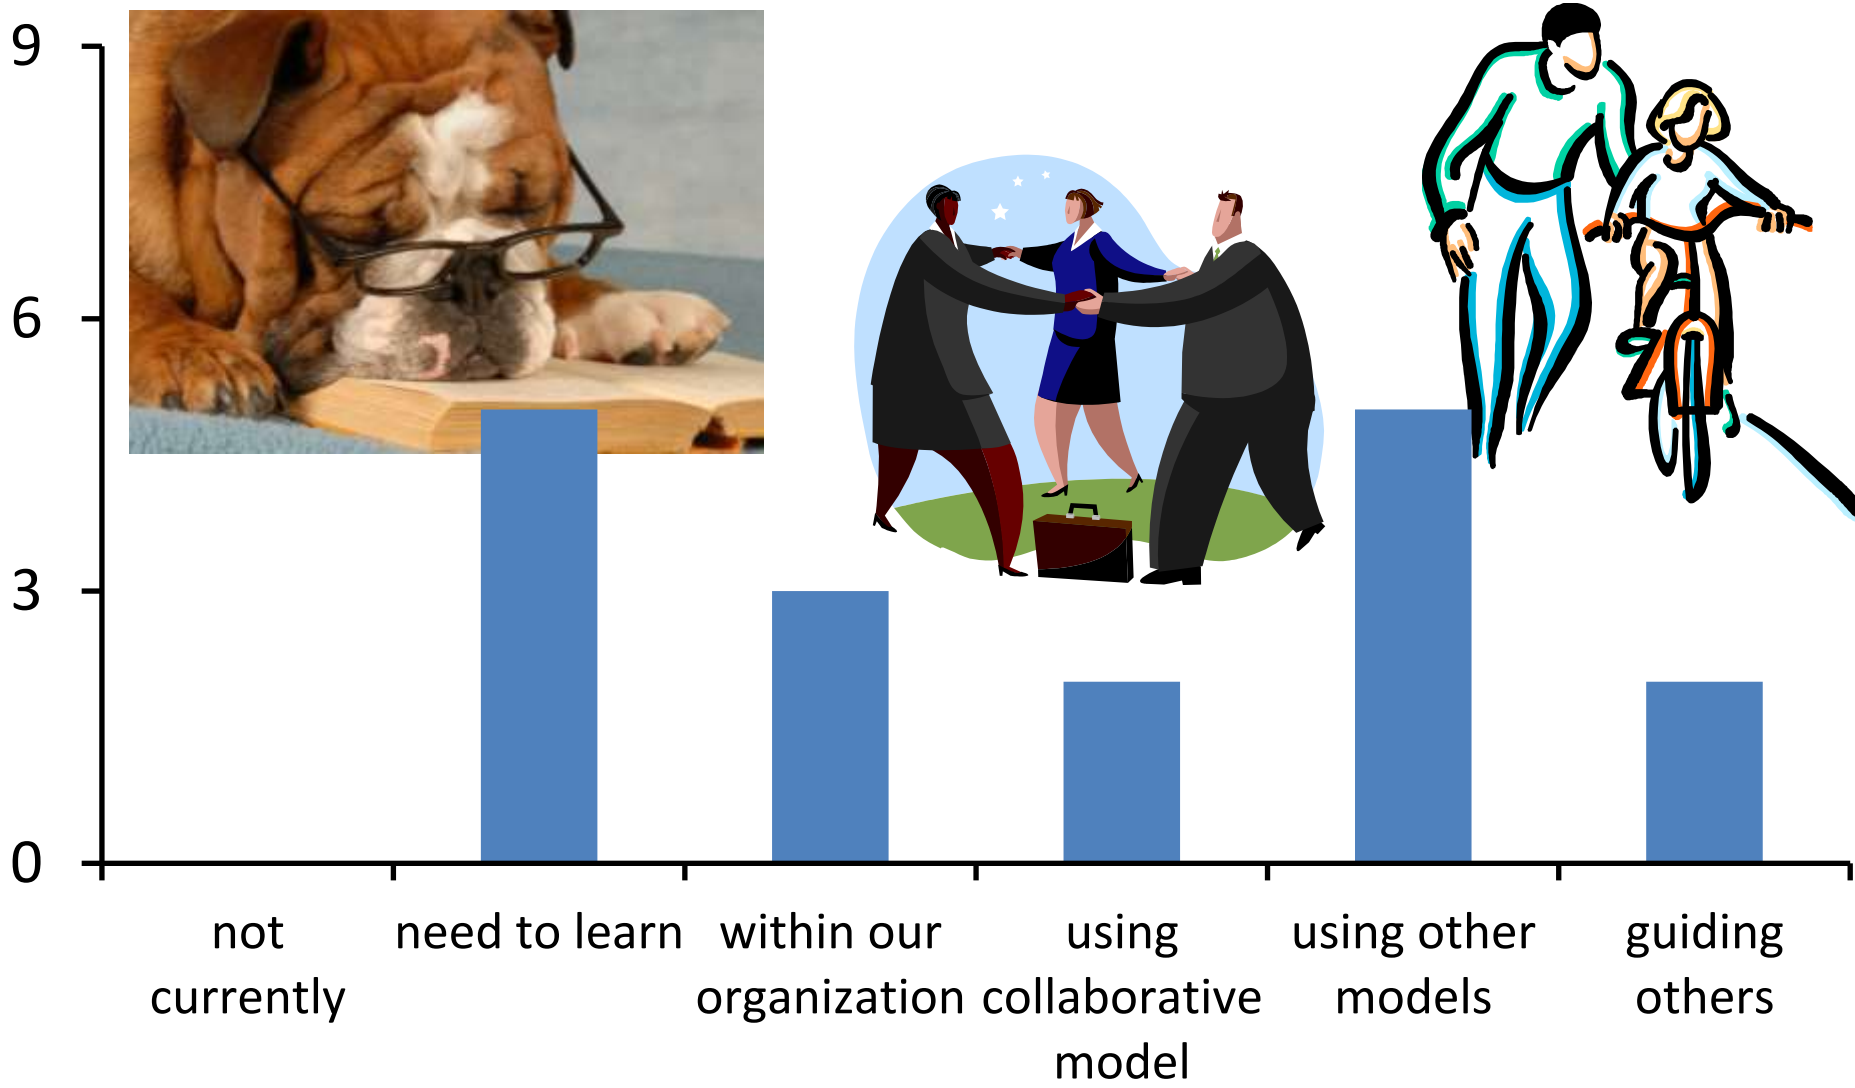 9
6
3
0
not
currently
need to learn
within our
organization
using
collaborative
model
using other
models
guiding
others